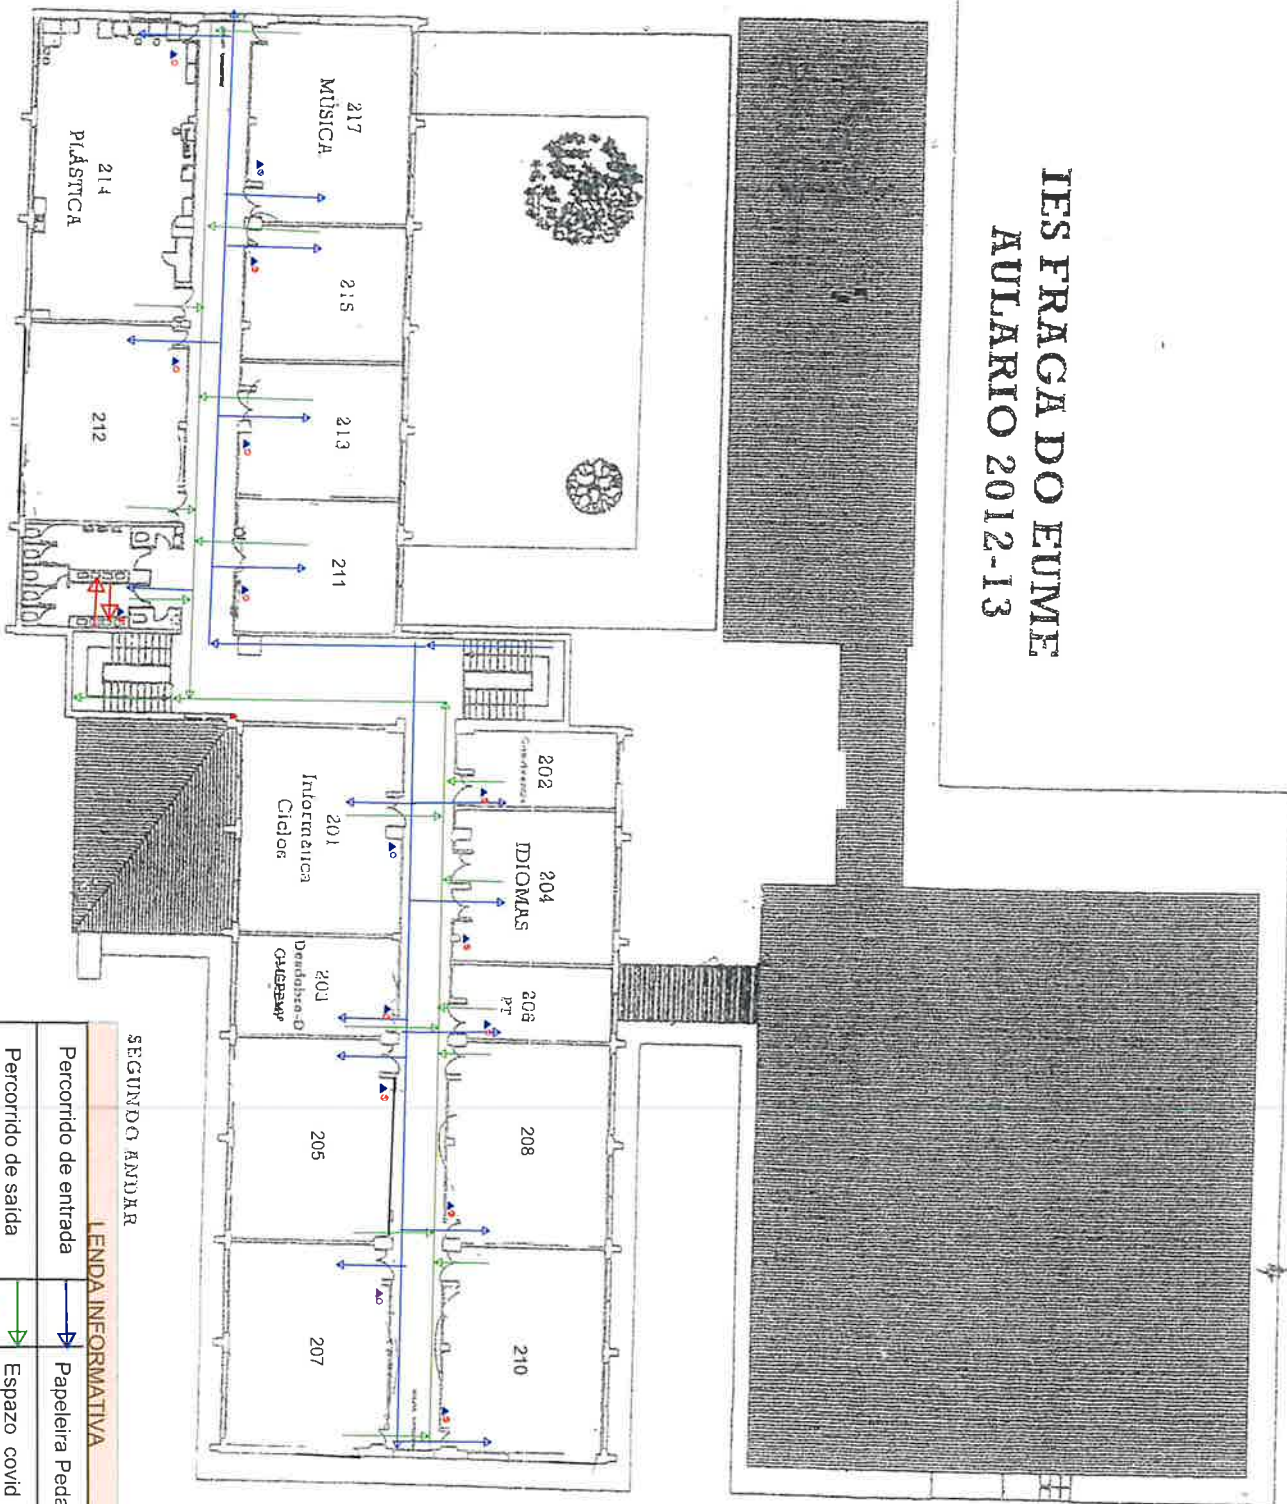 IES FRAGA DO EUME
AULARIO 2012-13
217
MÚSICA
215
213
211
214
PLÁSTICA
212
202
204
IDIOMAS
206
PT
208
210
201
Informática
Ciclos
203
Desdobre-D
205
207
SEGUNDO ANDAR
LENDA INFORMATIVA
Percorrido de entrada
Papeleira Peda
Percorrido de saída
Espazo covid